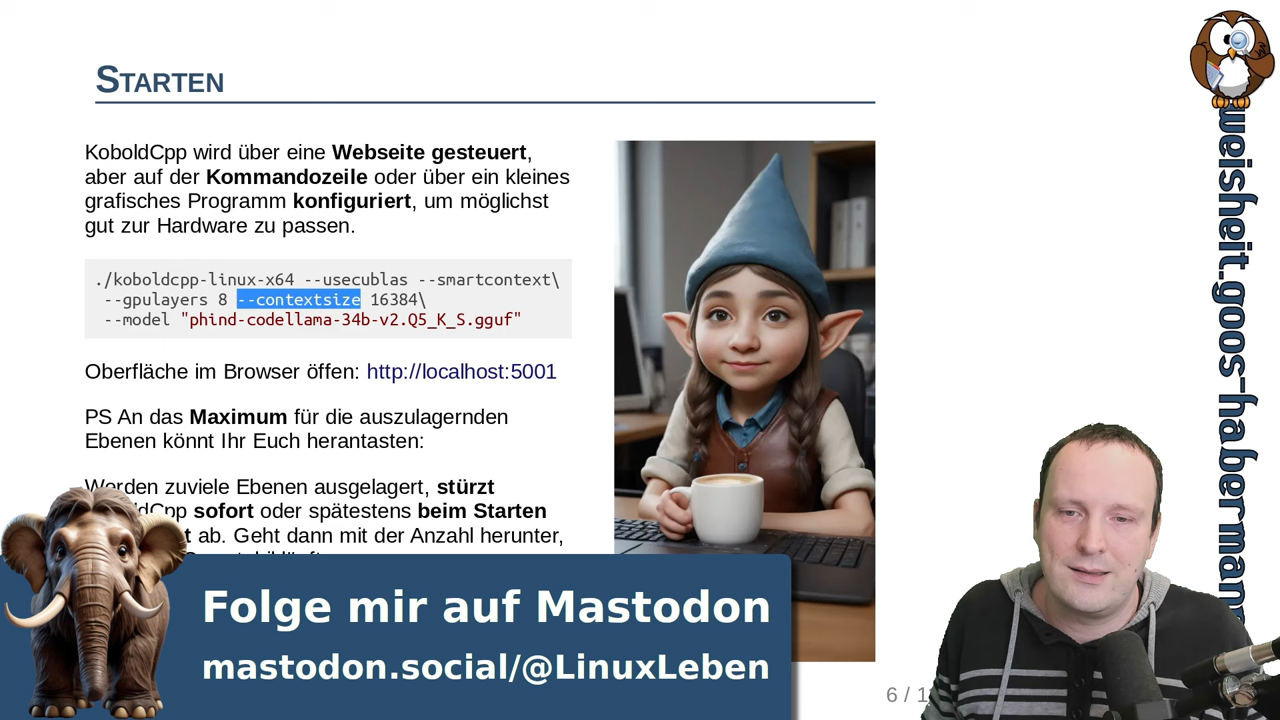 STARTEN
KoboldCpp wird über eine Webseite gesteuert,
aber auf der Kommandozeile oder über ein kleines
grafisches Programm konfiguriert, um möglichst
gut zur Hardware zu passen.
./koboldcpp-linux-x64 --usecublas --smartcontext\
--gpulayers 8 --contextsize 16384\
--model "phind-codellama-34b-v2.Q5_K_S.gguf"
Oberfläche im Browser öffen: http://localhost:5001
PS An das Maximum für die auszulagernden
Ebenen könnt Ihr Euch herantasten:
Werden zuviele Ebenen ausgelagert, stürzt
sofort oder spätestens beim Starten
ab. Geht dann mit der Anzahl herunter,
Folge mir auf Mastodon
mastodon.social/@LinuxLeben
6 / 1
weisheit.goos-habermann